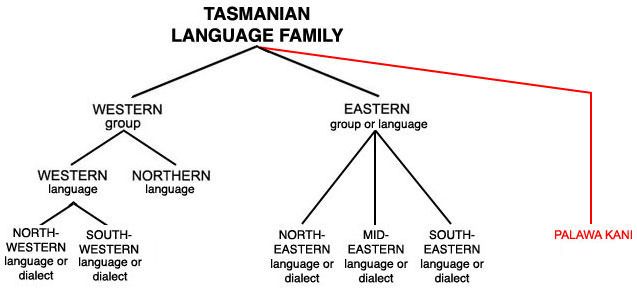 TASMANIAN
LANGUAGE FAMILY
WESTERN
group
EASTERN
group or language
WESTERN
language
NORTHERN
language
NORTH-
WESTERN
language or
dialect
SOUTH-
WESTERN
language or
dialect
NORTH-
EASTERN
language or
dialect
MID-
EASTERN
language or
dialect
SOUTH-
EASTERN
language or
dialect
PALAWA KANI